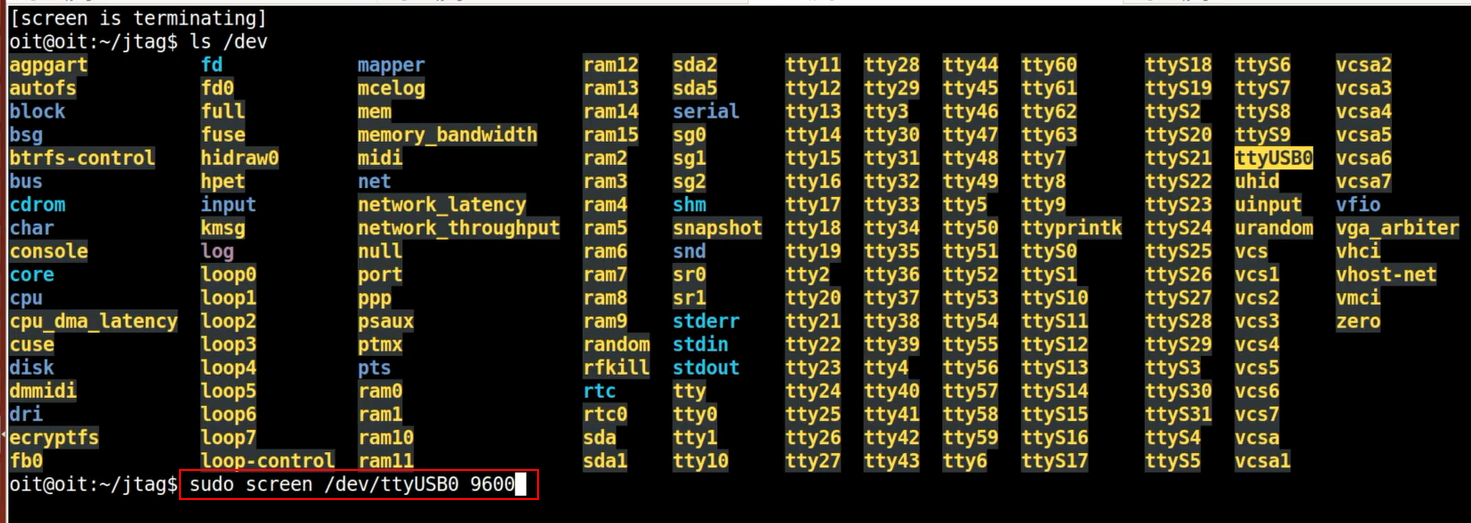 [screen is terminating]
oit@oit:~/jtag$ ls /dev
agpgart fd mapper ram12 sda2 tty11 tty28 tty44 tty60 ttyS18 ttyS6 vcsa2
autofs fd0 mcelog ram13 sda5 tty12 tty29 tty45 tty61 ttyS19 ttyS7 vcsa3
block full mem ram14 serial tty13 tty3 tty46 tty62 ttyS2 ttyS8 vcsa4
bsg fuse memory_bandwidth ram15 sg0 tty14 tty30 tty47 tty63 ttyS20 ttyS9 vcsa5
btrfs-control hidraw0 midi ram2 sg1 tty15 tty31 tty48 tty7 ttyS21 ttyUSB0 vcsa6
bus hpet net ram3 sg2 tty16 tty32 tty49 tty8 ttyS22 uhid vcsa7
cdrom input network_latency ram4 shm tty17 tty33 tty5 tty9 ttyS23 uinput vfio
char kmsg network_throughput ram5 snapshot tty18 tty34 tty50 ttyprintk ttyS24 urandom vga_arbiter
console log null ram6 snd tty19 tty35 tty51 ttyS0 ttyS25 vcs vhci
core loop0 port ram7 sr0 tty2 tty36 tty52 ttyS1 ttyS26 vcs1 vhost-net
cpu loop1 ppp ram8 sr1 tty20 tty37 tty53 ttyS10 ttyS27 vcs2 vmci
cpu_dma_latency loop2 psaux ram9 stderr tty21 tty38 tty54 ttyS11 ttyS28 vcs3 zero
cuse loop3 ptmx random stdin tty22 tty39 tty55 ttyS12 ttyS29 vcs4
disk loop4 pts rfkill stdout tty23 tty4 tty56 ttyS13 ttyS3 vcs5
dmmidi loop5 ram0 rtc tty tty24 tty40 tty57 ttyS14 ttyS30 vcs6
dri loop6 ram1 rtc0 tty0 tty25 tty41 tty58 ttyS15 ttyS31 vcs7
ecryptfs loop7 ram10 sda tty1 tty26 tty42 tty59 ttyS16 ttyS4 vcsa
fb0 loop-control ram11 sda1 tty10 tty27 tty43 tty6 ttyS17 ttyS5 vcsa1
oit@oit:~/jtag$ sudo screen /dev/ttyUSB0 9600